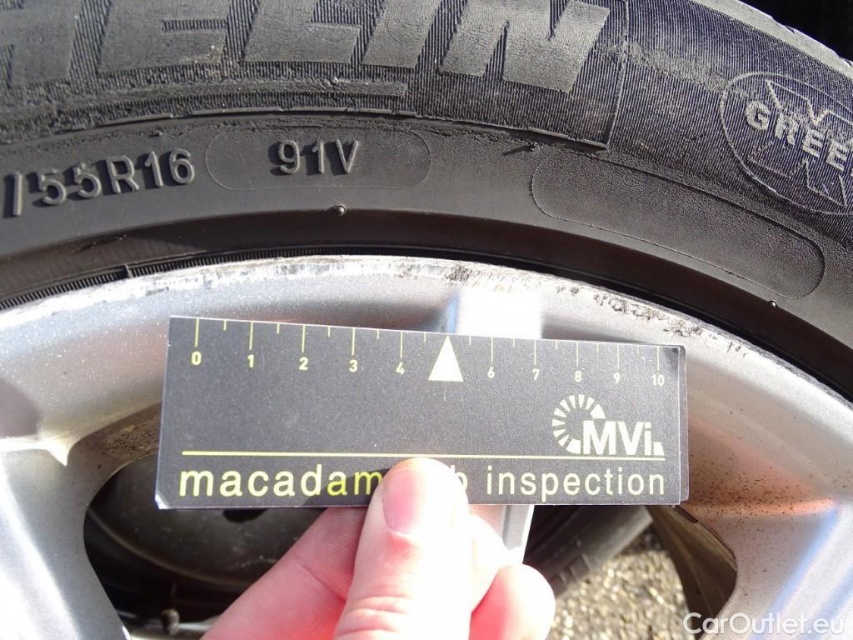 HELIN
GREE
/55R16 91V
0 1 2 3 4 6 7 8 9 10
MVi
macadam inspection
CarOutlet.eu